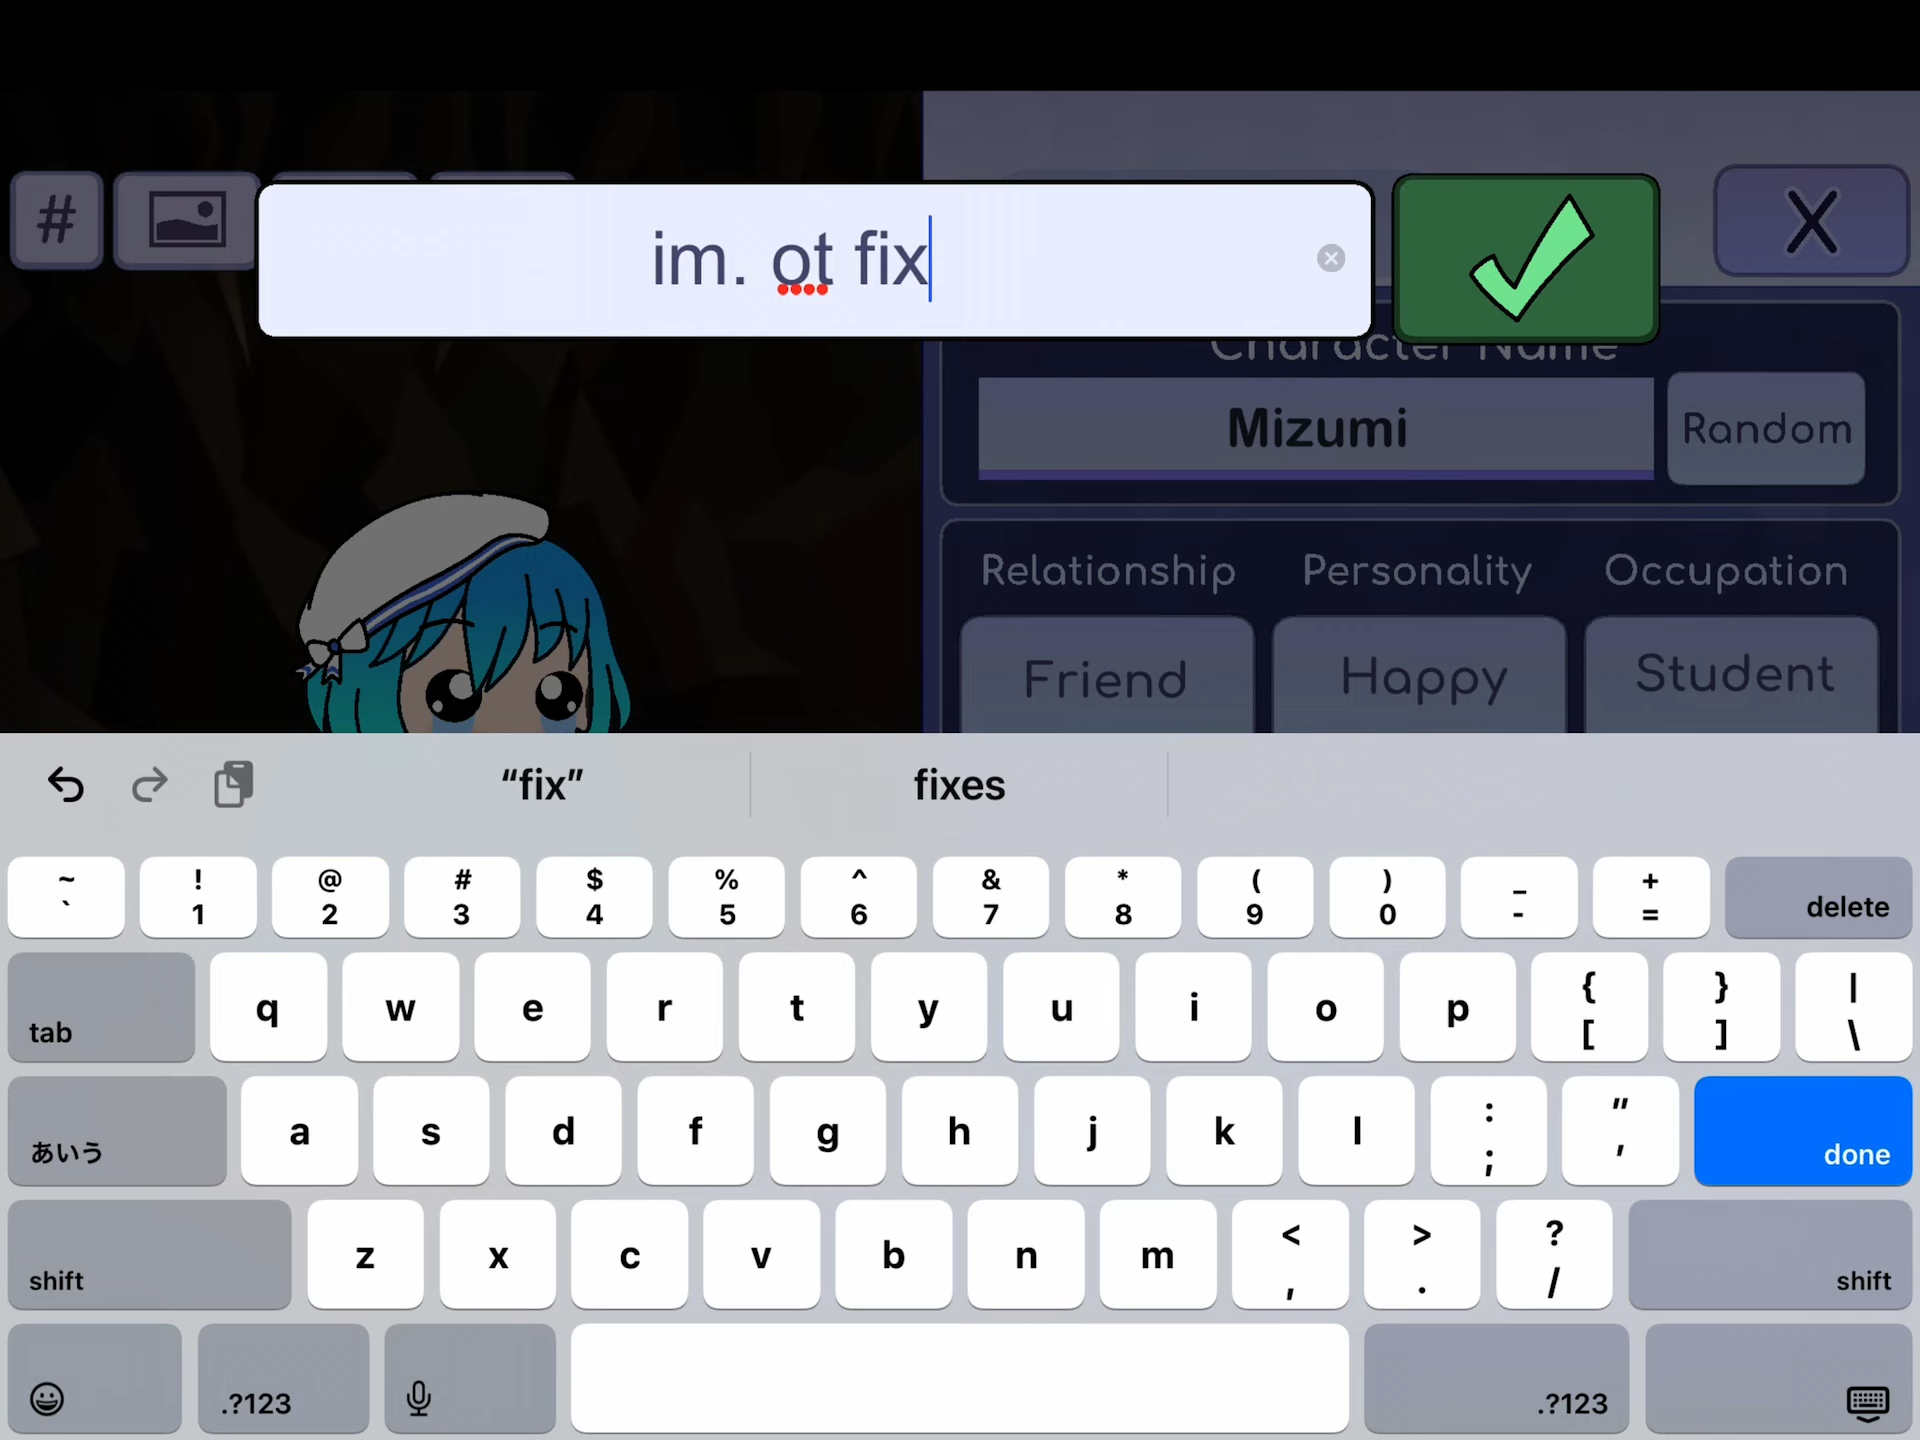 #
im. ot fix
X
Character Name
Mizumi
Random
Relationship Personality Occupation
Friend Happy Student
“fix” fixes
~ ! @ # $ % ^ & * ( ) _ +
` 1 2 3 4 5 6 7 8 9 0 - = delete
tab q w e r t y u i o p { [ } ] | \
あいう a s d f g h j k l : ; " ' done
shift z x c v b n m < , > . ? / shift
.?123 .?123